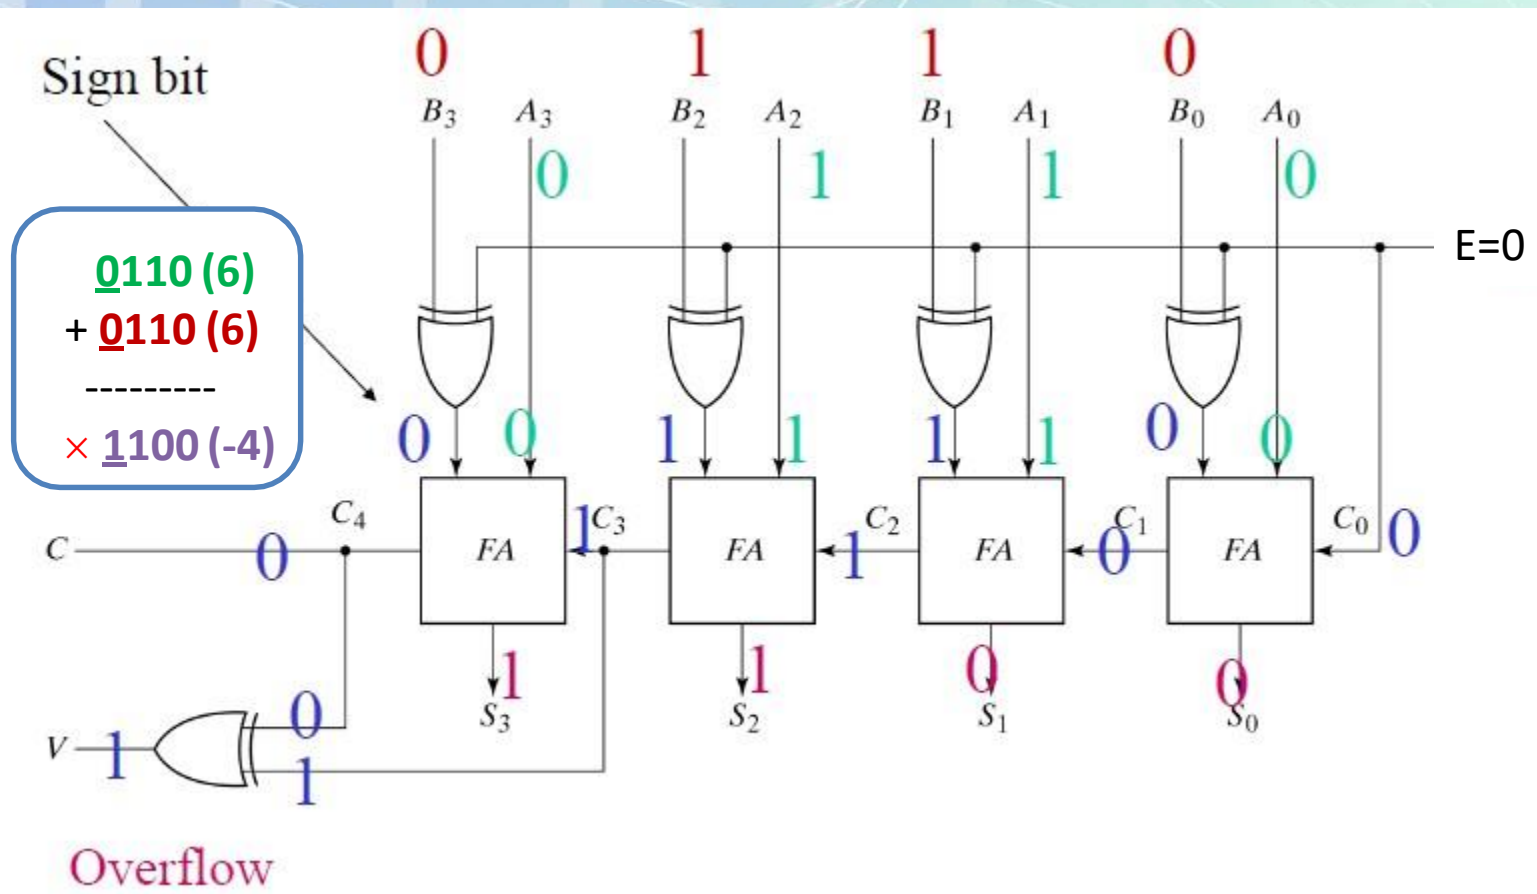 0 1 1 0
Sign bit
B3 A3 B2 A2 B1 A1 B0 A0
0 1 1 0
E=0
0110 (6)
+ 0110 (6)
---------
× 1100 (-4)
0 0 1 1 1 1 0 0
C 0 C4 FA 1 C3 FA 1 C2 FA 0 C1 FA C0 0
1 1 0 0
S3 S2 S1 S0
0
V 1
1
Overflow